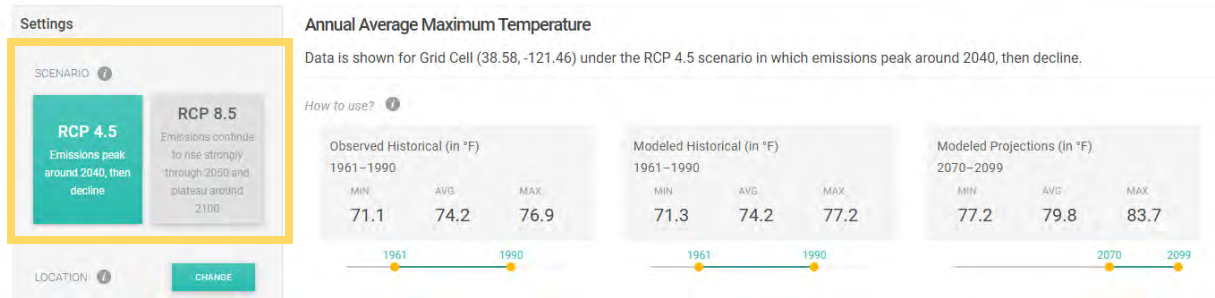 Settings
SCENARIO i
RCP 4.5
Emissions peak
around 2040, then
decline
RCP 8.5
Emissions continue
to rise strongly
through 2050 and
plateau around
2100
LOCATION i
CHANGE
Annual Average Maximum Temperature
Data is shown for Grid Cell (38.58, -121.46) under the RCP 4.5 scenario in which emissions peak around 2040, then decline.
How to use? i
Observed Historical (in °F)
1961–1990
MIN AVG MAX
71.1 74.2 76.9
1961 1990
Modeled Historical (in °F)
1961–1990
MIN AVG MAX
71.3 74.2 77.2
1961 1990
Modeled Projections (in °F)
2070–2099
MIN AVG MAX
77.2 79.8 83.7
2070 2099